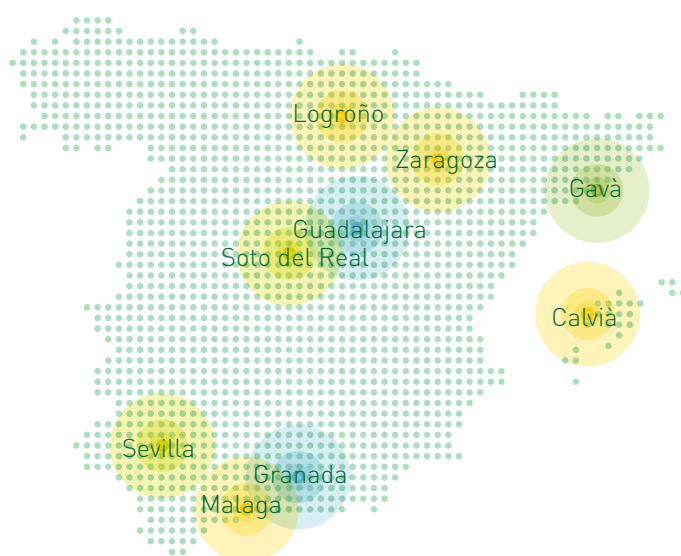 Logroño
Zaragoza
Gavà
Guadalajara
Soto del Real
Calvià
Sevilla
Granada
Malaga